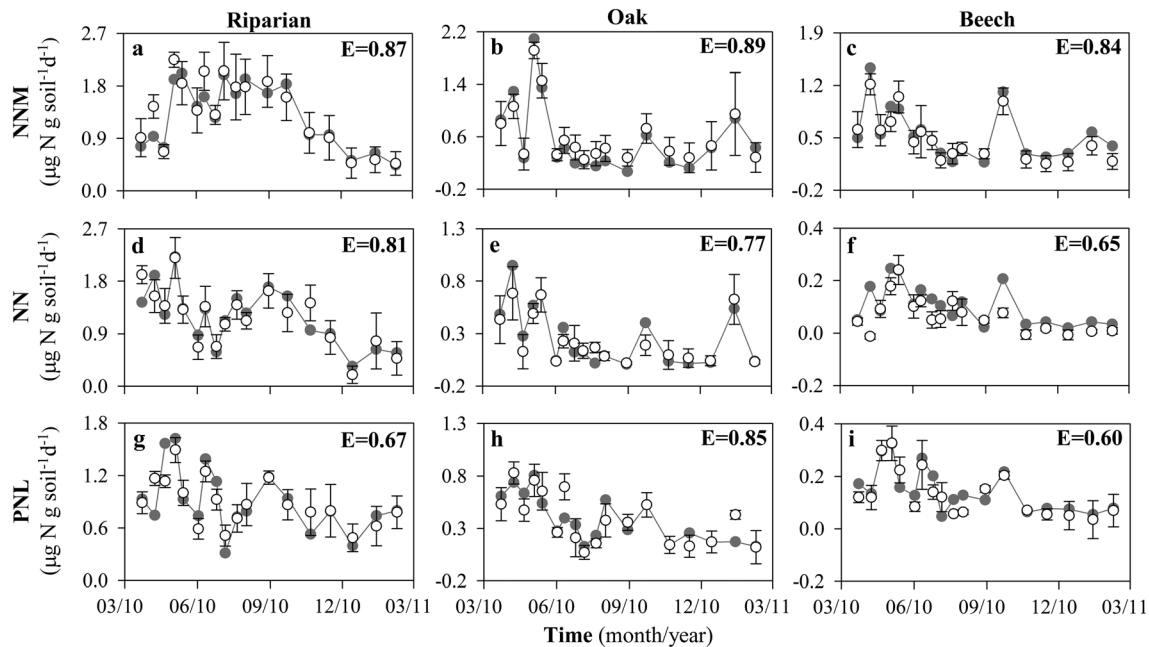 Riparian Oak Beech
NNM
(µg N g soil⁻¹d⁻¹)
2.7
1.8
0.9
0.0
a
E=0.87
2.2
1.4
0.6
-0.2
b
E=0.89
1.9
1.2
0.5
-0.2
c
E=0.84
NN
(µg N g soil⁻¹d⁻¹)
2.7
1.8
0.9
0.0
d
E=0.81
1.3
0.8
0.3
-0.2
e
E=0.77
0.4
0.2
0.0
-0.2
f
E=0.65
PNL
(µg N g soil⁻¹d⁻¹)
1.8
1.2
0.6
0.0
g
E=0.67
1.3
0.8
0.3
-0.2
h
E=0.85
0.4
0.2
0.0
-0.2
i
E=0.60
03/10 06/10 09/10 12/10 03/11
03/10 06/10 09/10 12/10 03/11
03/10 06/10 09/10 12/10 03/11
Time (month/year)